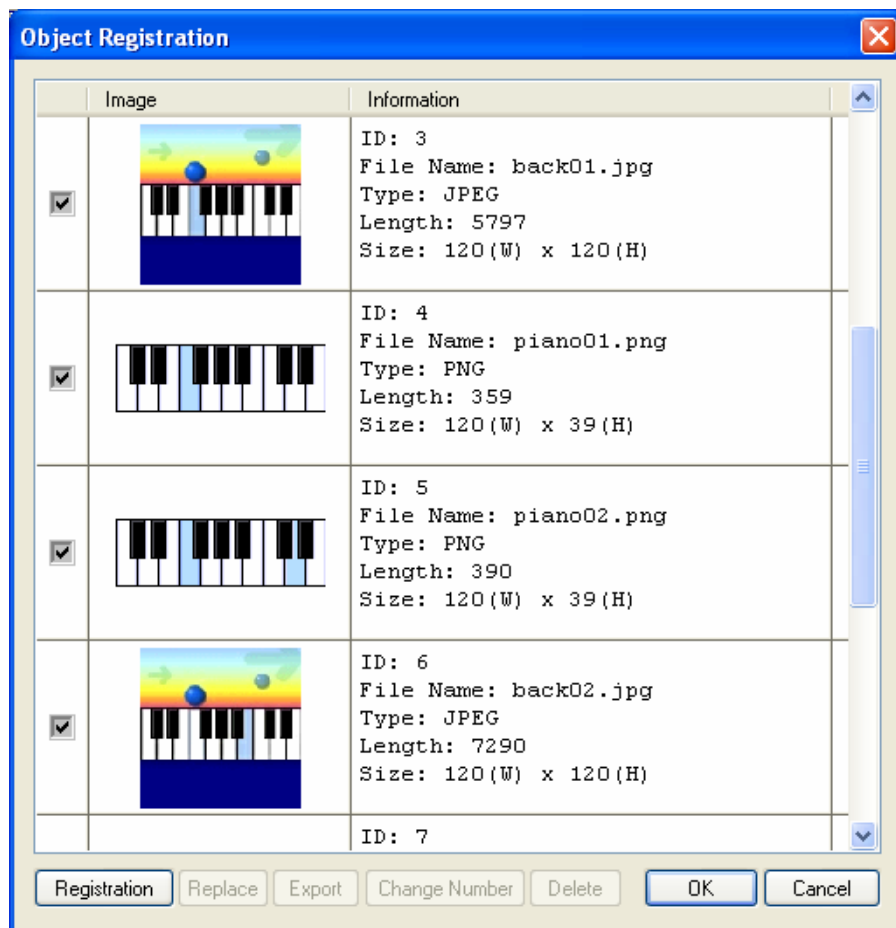 Object Registration
Image Information
ID: 3
File Name: back01.jpg
Type: JPEG
Length: 5797
Size: 120(W) x 120(H)
ID: 4
File Name: piano01.png
Type: PNG
Length: 359
Size: 120(W) x 39(H)
ID: 5
File Name: piano02.png
Type: PNG
Length: 390
Size: 120(W) x 39(H)
ID: 6
File Name: back02.jpg
Type: JPEG
Length: 7290
Size: 120(W) x 120(H)
ID: 7
Registration Replace Export Change Number Delete OK Cancel